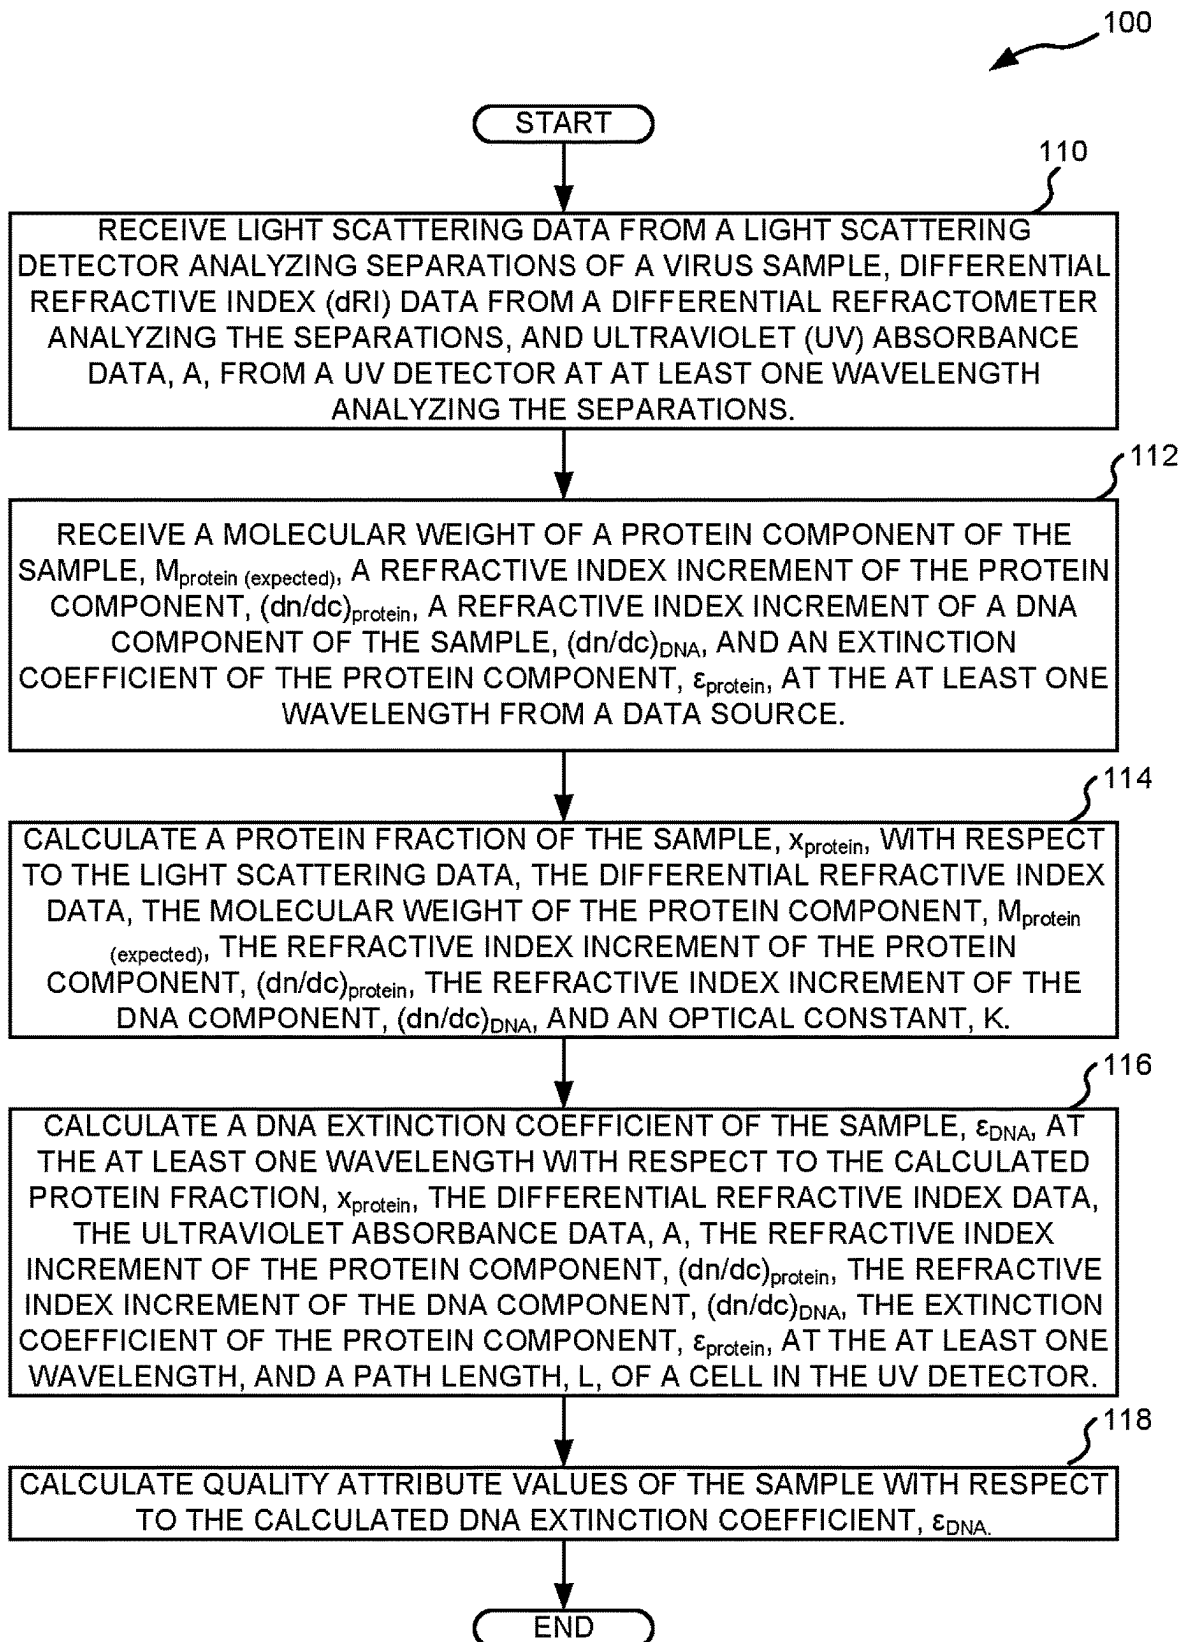 100
START
110
RECEIVE LIGHT SCATTERING DATA FROM A LIGHT SCATTERING
DETECTOR ANALYZING SEPARATIONS OF A VIRUS SAMPLE, DIFFERENTIAL
REFRACTIVE INDEX (dRI) DATA FROM A DIFFERENTIAL REFRACTOMETER
ANALYZING THE SEPARATIONS, AND ULTRAVIOLET (UV) ABSORBANCE
DATA, A, FROM A UV DETECTOR AT AT LEAST ONE WAVELENGTH
ANALYZING THE SEPARATIONS.
112
RECEIVE A MOLECULAR WEIGHT OF A PROTEIN COMPONENT OF THE
SAMPLE, Mprotein (expected), A REFRACTIVE INDEX INCREMENT OF THE PROTEIN
COMPONENT, (dn/dc)protein, A REFRACTIVE INDEX INCREMENT OF A DNA
COMPONENT OF THE SAMPLE, (dn/dc)DNA, AND AN EXTINCTION
COEFFICIENT OF THE PROTEIN COMPONENT, εprotein, AT THE AT LEAST ONE
WAVELENGTH FROM A DATA SOURCE.
114
CALCULATE A PROTEIN FRACTION OF THE SAMPLE, xprotein, WITH RESPECT
TO THE LIGHT SCATTERING DATA, THE DIFFERENTIAL REFRACTIVE INDEX
DATA, THE MOLECULAR WEIGHT OF THE PROTEIN COMPONENT, Mprotein
(expected), THE REFRACTIVE INDEX INCREMENT OF THE PROTEIN
COMPONENT, (dn/dc)protein, THE REFRACTIVE INDEX INCREMENT OF THE
DNA COMPONENT, (dn/dc)DNA, AND AN OPTICAL CONSTANT, K.
116
CALCULATE A DNA EXTINCTION COEFFICIENT OF THE SAMPLE, εDNA, AT
THE AT LEAST ONE WAVELENGTH WITH RESPECT TO THE CALCULATED
PROTEIN FRACTION, xprotein, THE DIFFERENTIAL REFRACTIVE INDEX DATA,
THE ULTRAVIOLET ABSORBANCE DATA, A, THE REFRACTIVE INDEX
INCREMENT OF THE PROTEIN COMPONENT, (dn/dc)protein, THE REFRACTIVE
INDEX INCREMENT OF THE DNA COMPONENT, (dn/dc)DNA, THE EXTINCTION
COEFFICIENT OF THE PROTEIN COMPONENT, εprotein, AT THE AT LEAST ONE
WAVELENGTH, AND A PATH LENGTH, L, OF A CELL IN THE UV DETECTOR.
118
CALCULATE QUALITY ATTRIBUTE VALUES OF THE SAMPLE WITH RESPECT
TO THE CALCULATED DNA EXTINCTION COEFFICIENT, εDNA.
END